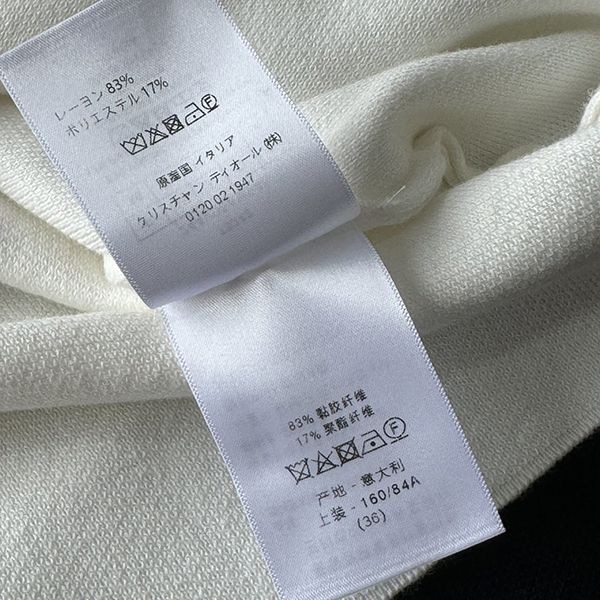 レーヨン 83%
ポリエステル 17%
原産国 イタリア
クリスチャン ディオール (株)
0120 02 1947
83% 黏胶纤维
17% 聚酯纤维
产地 - 意大利
上装 - 160/84A
(36)